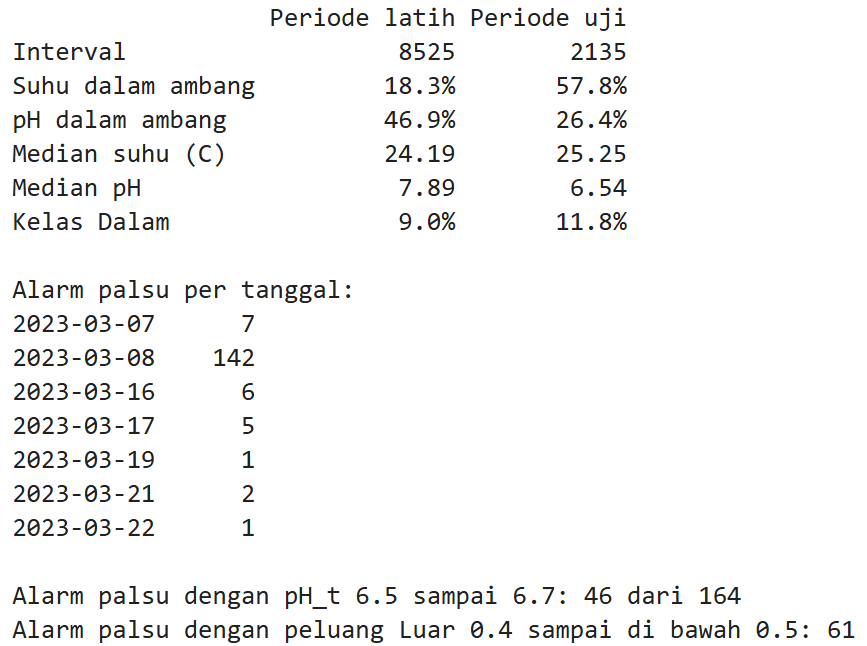 Periode latih Periode uji
Interval 8525 2135
Suhu dalam ambang 18.3% 57.8%
pH dalam ambang 46.9% 26.4%
Median suhu (C) 24.19 25.25
Median pH 7.89 6.54
Kelas Dalam 9.0% 11.8%
Alarm palsu per tanggal:
2023-03-07 7
2023-03-08 142
2023-03-16 6
2023-03-17 5
2023-03-19 1
2023-03-21 2
2023-03-22 1
Alarm palsu dengan pH_t 6.5 sampai 6.7: 46 dari 164
Alarm palsu dengan peluang Luar 0.4 sampai di bawah 0.5: 61